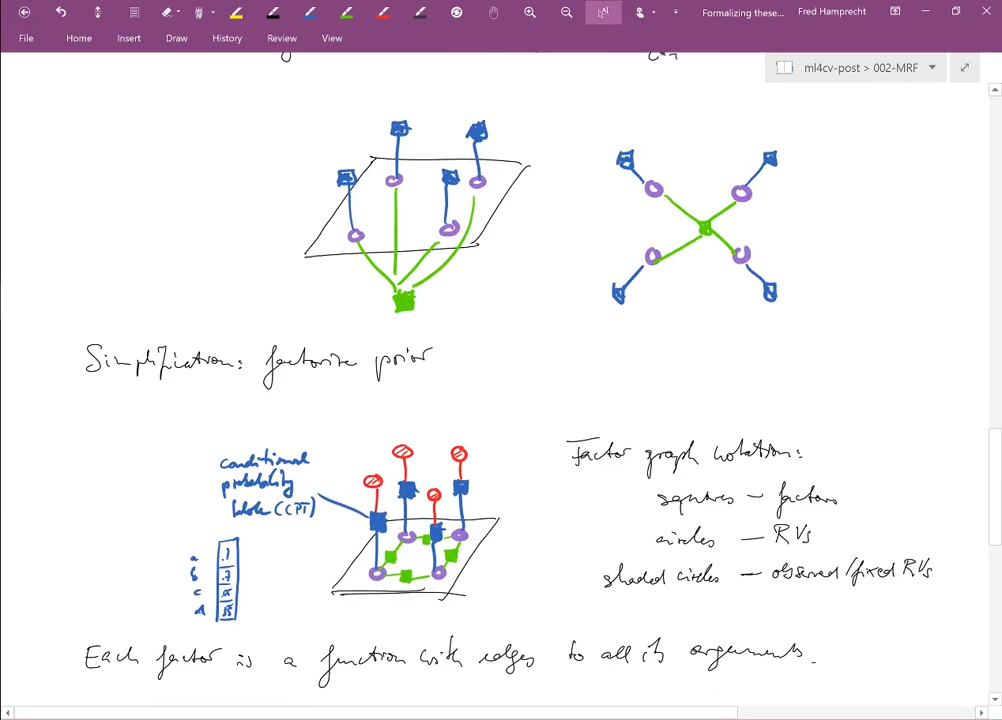 Formalizing these...
Fred Hamprecht
File
Home
Insert
Draw
History
Review
View
ml4cv-post > 002-MRF
Simplification: factorize prior
conditional
probability
table (CPT)
a .1
b
c
d
Factor graph notation:
squares – factors
circles – RVs
shaded circles – observed/fixed RVs
Each factor is a function with edges to all its arguments.